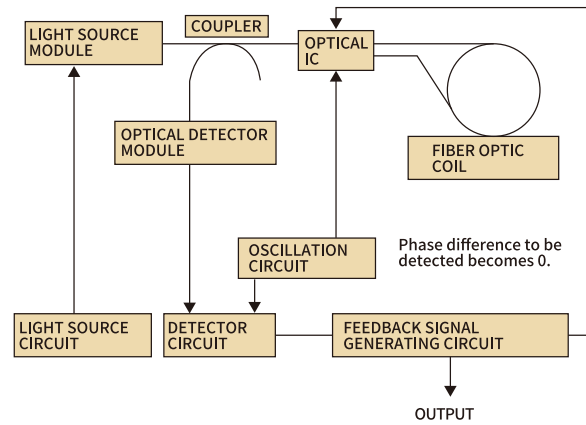 COUPLER
LIGHT SOURCE
MODULE
OPTICAL
IC
OPTICAL DETECTOR
MODULE
FIBER OPTIC
COIL
OSCILLATION
CIRCUIT
Phase difference to be
detected becomes 0.
LIGHT SOURCE
CIRCUIT
DETECTOR
CIRCUIT
FEEDBACK SIGNAL
GENERATING CIRCUIT
OUTPUT